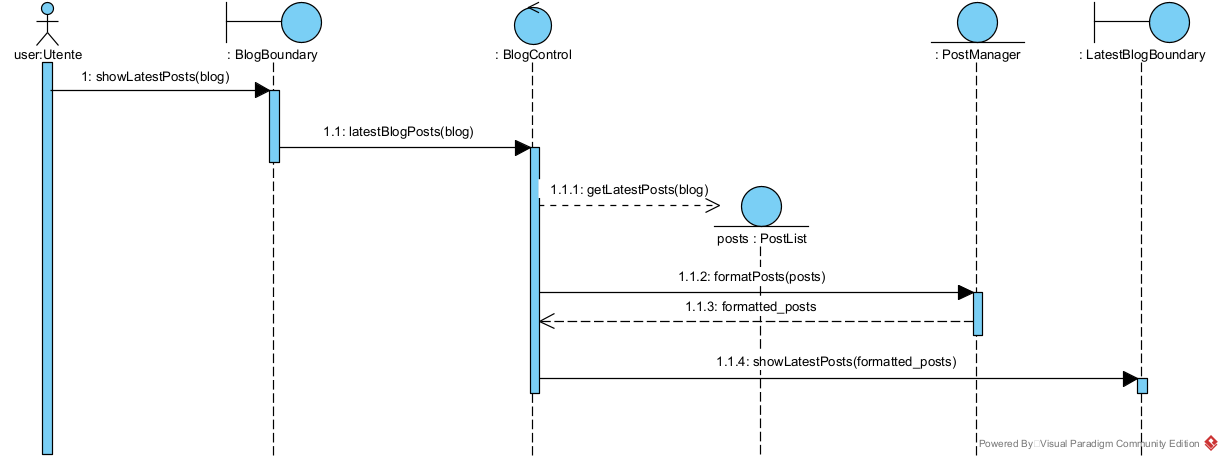 user:Utente
: BlogBoundary
: BlogControl
: PostManager
: LatestBlogBoundary
1: showLatestPosts(blog)
1.1: latestBlogPosts(blog)
1.1.1: getLatestPosts(blog)
posts : PostList
1.1.2: formatPosts(posts)
1.1.3: formatted_posts
1.1.4: showLatestPosts(formatted_posts)
Powered By Visual Paradigm Community Edition